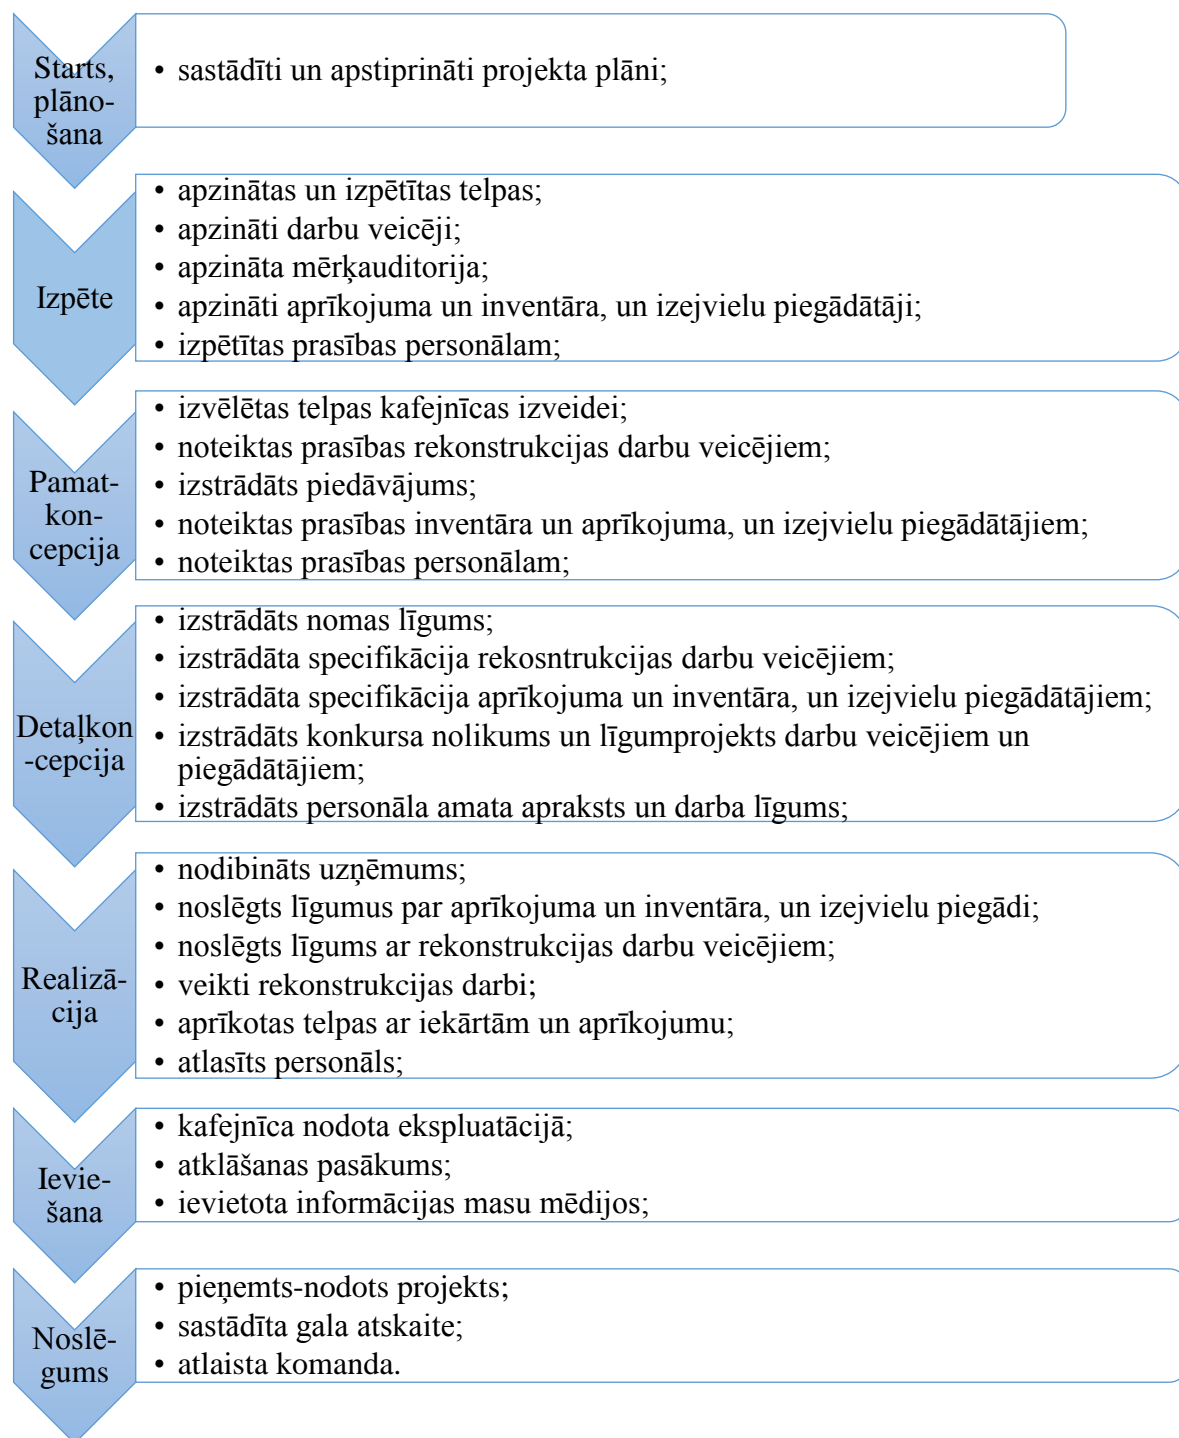 Starts,
plāno-
šana
• sastādīti un apstiprināti projekta plāni;
Izpēte
• apzinātas un izpētītas telpas;
• apzināti darbu veicēji;
• apzināta mērķauditorija;
• apzināti aprīkojuma un inventāra, un izejvielu piegādātāji;
• izpētītas prasības personālam;
Pamat-
kon-
cepcija
• izvēlētas telpas kafejnīcas izveidei;
• noteiktas prasības rekonstrukcijas darbu veicējiem;
• izstrādāts piedāvājums;
• noteiktas prasības inventāra un aprīkojuma, un izejvielu piegādātājiem;
• noteiktas prasības personālam;
Detaļkon
-cepcija
• izstrādāts nomas līgums;
• izstrādāta specifikācija rekosntrukcijas darbu veicējiem;
• izstrādāta specifikācija aprīkojuma un inventāra, un izejvielu piegādātājiem;
• izstrādāts konkursa nolikums un līgumprojekts darbu veicējiem un
piegādātājiem;
• izstrādāts personāla amata apraksts un darba līgums;
Realizā-
cija
• nodibināts uzņēmums;
• noslēgts līgumus par aprīkojuma un inventāra, un izejvielu piegādi;
• noslēgts līgums ar rekonstrukcijas darbu veicējiem;
• veikti rekonstrukcijas darbi;
• aprīkotas telpas ar iekārtām un aprīkojumu;
• atlasīts personāls;
Ievie-
šana
• kafejnīca nodota ekspluatācijā;
• atklāšanas pasākums;
• ievietota informācijas masu mēdijos;
Noslē-
gums
• pieņemts-nodots projekts;
• sastādīta gala atskaite;
• atlaista komanda.